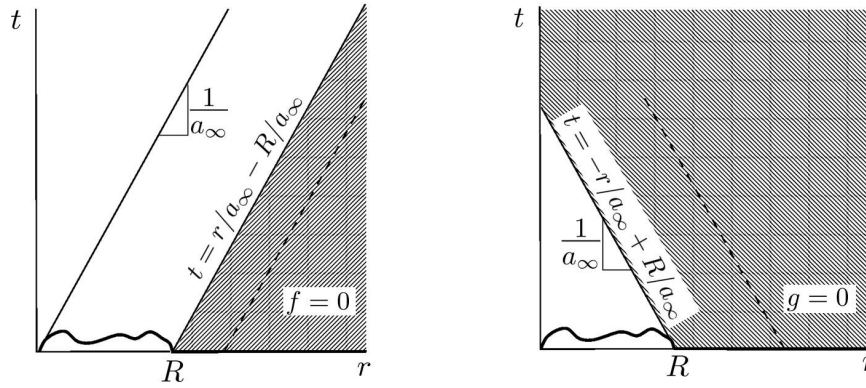 t
1
a∞
t = r/a∞ − R/a∞
f = 0
R
r
t
t = −r/a∞ + R/a∞
1
a∞
g = 0
R